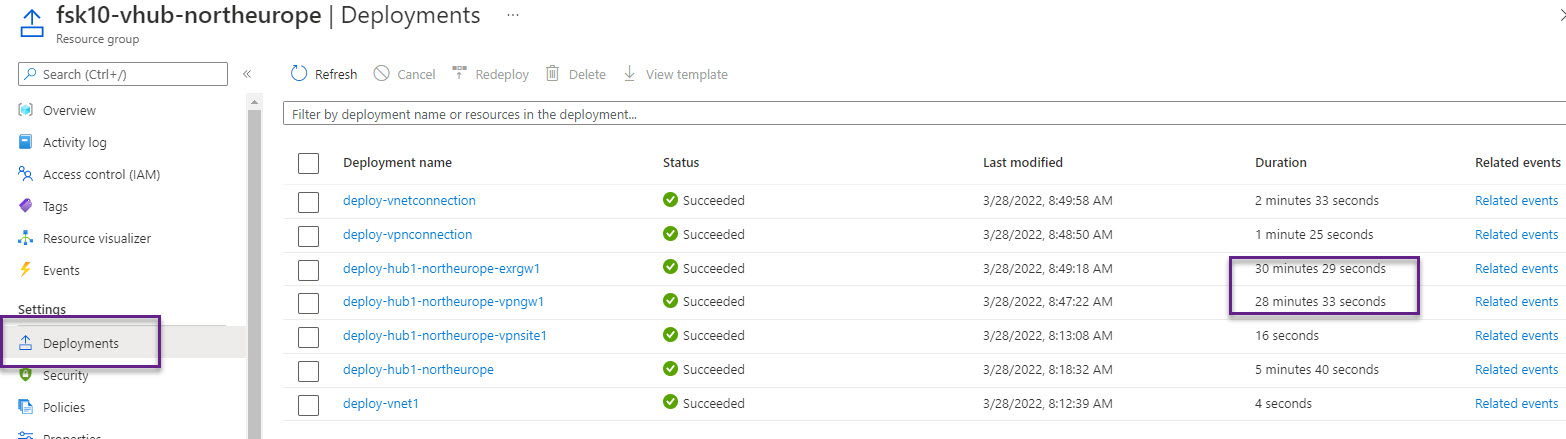 fsk10-vhub-northeurope | Deployments ...
Resource group
Search (Ctrl+/) «
Refresh Cancel Redeploy Delete View template
Overview
Activity log
Access control (IAM)
Tags
Resource visualizer
Events
Settings
Deployments
Security
Policies
Properties
Filter by deployment name or resources in the deployment...
Deployment name Status Last modified Duration Related events
deploy-vnetconnection Succeeded 3/28/2022, 8:49:58 AM 2 minutes 33 seconds Related events
deploy-vpnconnection Succeeded 3/28/2022, 8:48:50 AM 1 minute 25 seconds Related events
deploy-hub1-northeurope-exrgw1 Succeeded 3/28/2022, 8:49:18 AM 30 minutes 29 seconds Related events
deploy-hub1-northeurope-vpngw1 Succeeded 3/28/2022, 8:47:22 AM 28 minutes 33 seconds Related events
deploy-hub1-northeurope-vpnsite1 Succeeded 3/28/2022, 8:13:08 AM 16 seconds Related events
deploy-hub1-northeurope Succeeded 3/28/2022, 8:18:32 AM 5 minutes 40 seconds Related events
deploy-vnet1 Succeeded 3/28/2022, 8:12:39 AM 4 seconds Related events